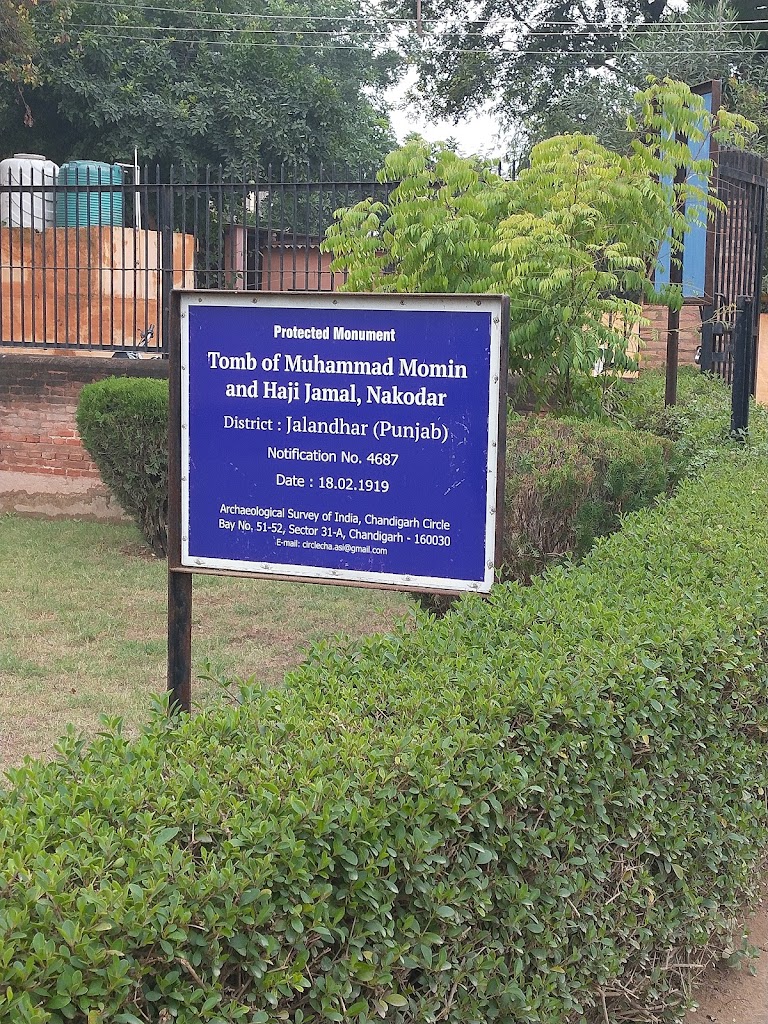 Protected Monument
Tomb of Muhammad Momin
and Haji Jamal, Nakodar
District : Jalandhar (Punjab)
Notification No. 4687
Date : 18.02.1919
Archaeological Survey of India, Chandigarh Circle
Bay No. 51-52, Sector 31-A, Chandigarh - 160030
E-mail: circlecha.asi@gmail.com